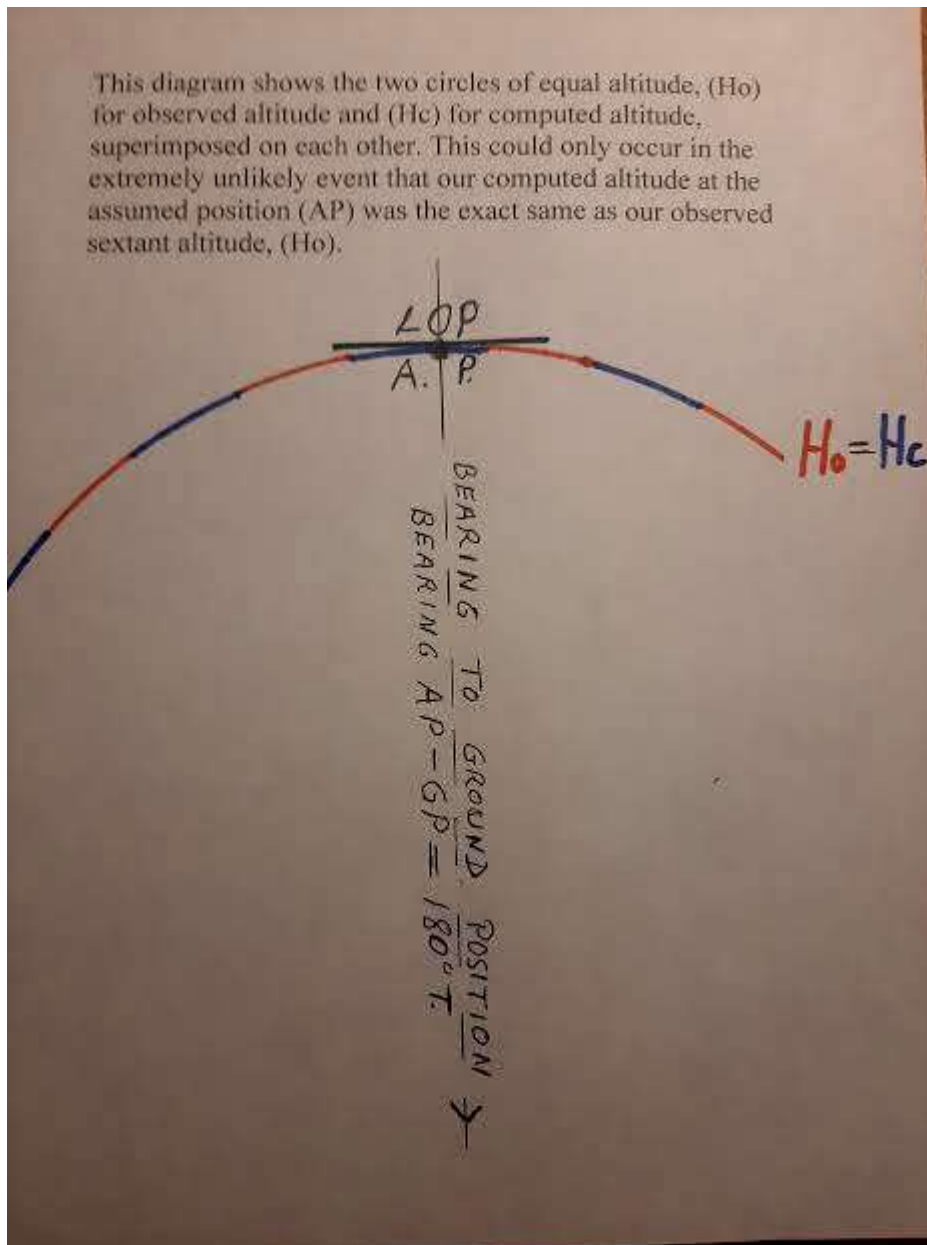 This diagram shows the two circles of equal altitude, (Ho)
for observed altitude and (Hc) for computed altitude,
superimposed on each other. This could only occur in the
extremely unlikely event that our computed altitude at the
assumed position (AP) was the exact same as our observed
sextant altitude, (Ho).
LOP
A. P.
Ho=Hc
BEARING TO GROUND POSITION →
BEARING AP-GP = 180° T.